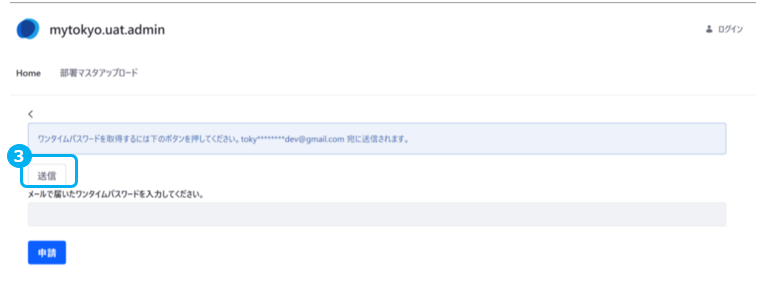 mytokyo.uat.admin
ログイン
Home 部署マスタアップロード
<
ワンタイムパスワードを取得するには下のボタンを押してください。toky********dev@gmail.com 宛に送信されます。
3
送信
メールで届いたワンタイムパスワードを入力してください。
申請